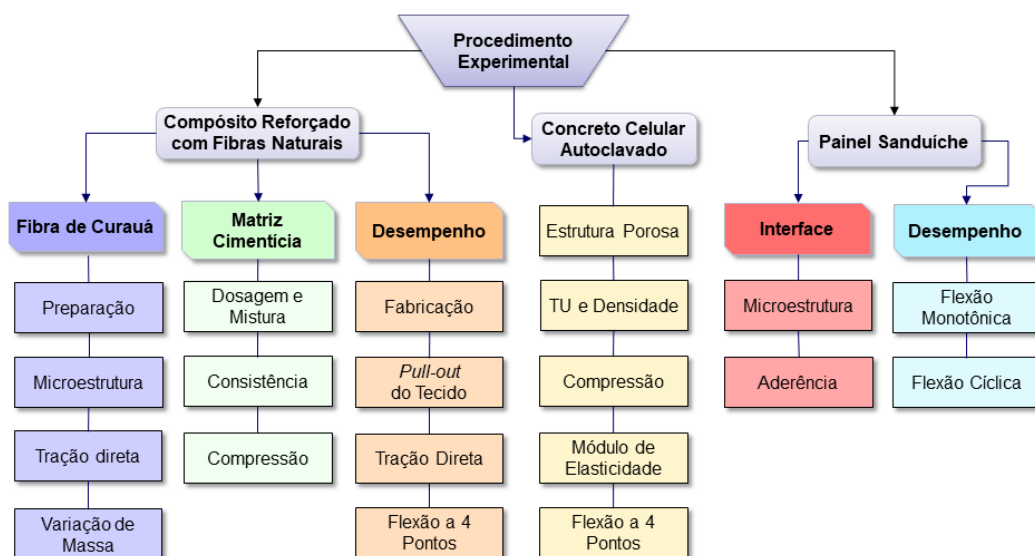 Procedimento
Experimental
Compósito Reforçado
com Fibras Naturais
Concreto Celular
Autoclavado
Painel Sanduíche
Fibra de Curauá
Matriz
Cimentícia
Desempenho
Estrutura Porosa
Interface
Desempenho
Preparação
Dosagem e
Mistura
Fabricação
TU e Densidade
Microestrutura
Flexão
Monotônica
Microestrutura
Consistência
Pull-out
do Tecido
Compressão
Aderência
Flexão Cíclica
Tração direta
Compressão
Tração Direta
Módulo de
Elasticidade
Variação de
Massa
Flexão a 4
Pontos
Flexão a 4
Pontos